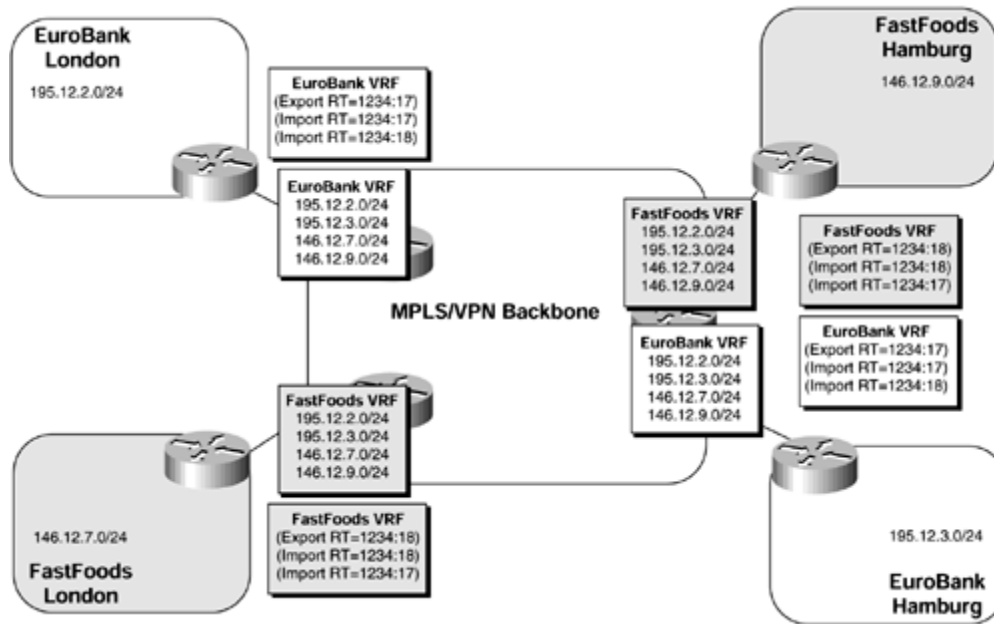 EuroBank
London
195.12.2.0/24
EuroBank VRF
(Export RT=1234:17)
(Import RT=1234:17)
(Import RT=1234:18)
FastFoods
Hamburg
146.12.9.0/24
EuroBank VRF
195.12.2.0/24
195.12.3.0/24
146.12.7.0/24
146.12.9.0/24
FastFoods VRF
195.12.2.0/24
195.12.3.0/24
146.12.7.0/24
146.12.9.0/24
FastFoods VRF
(Export RT=1234:18)
(Import RT=1234:18)
(Import RT=1234:17)
MPLS/VPN Backbone
EuroBank VRF
195.12.2.0/24
195.12.3.0/24
146.12.7.0/24
146.12.9.0/24
EuroBank VRF
(Export RT=1234:17)
(Import RT=1234:17)
(Import RT=1234:18)
FastFoods VRF
195.12.2.0/24
195.12.3.0/24
146.12.7.0/24
146.12.9.0/24
146.12.7.0/24
FastFoods
London
FastFoods VRF
(Export RT=1234:18)
(Import RT=1234:18)
(Import RT=1234:17)
195.12.3.0/24
EuroBank
Hamburg